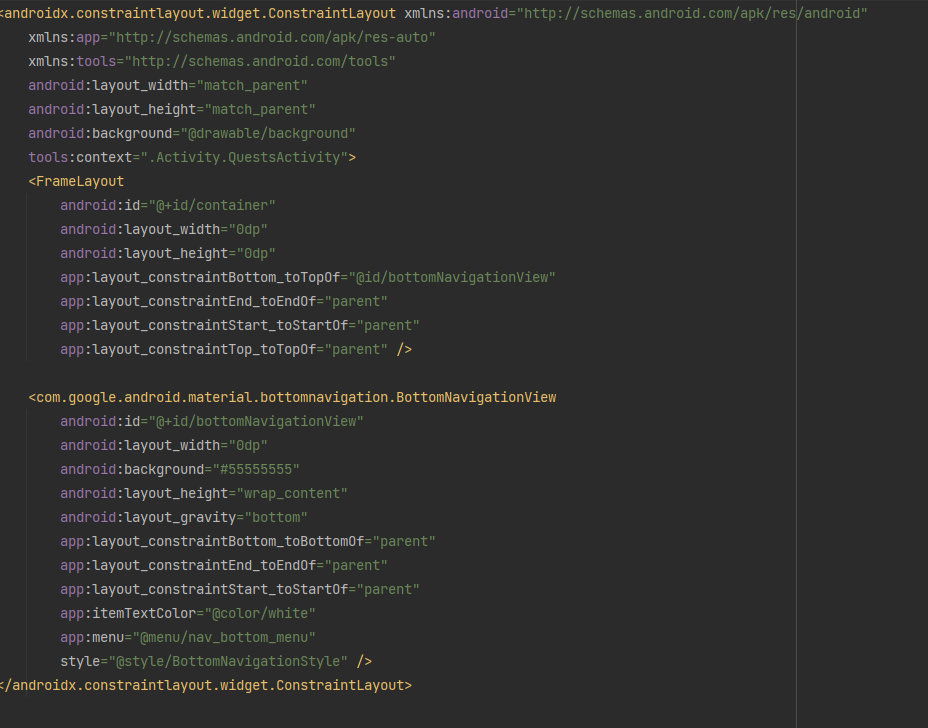 <androidx.constraintlayout.widget.ConstraintLayout xmlns:android="http://schemas.android.com/apk/res/android"
    xmlns:app="http://schemas.android.com/apk/res-auto"
    xmlns:tools="http://schemas.android.com/tools"
    android:layout_width="match_parent"
    android:layout_height="match_parent"
    android:background="@drawable/background"
    tools:context=".Activity.QuestsActivity">
    <FrameLayout
        android:id="@+id/container"
        android:layout_width="0dp"
        android:layout_height="0dp"
        app:layout_constraintBottom_toTopOf="@id/bottomNavigationView"
        app:layout_constraintEnd_toEndOf="parent"
        app:layout_constraintStart_toStartOf="parent"
        app:layout_constraintTop_toTopOf="parent" />

    <com.google.android.material.bottomnavigation.BottomNavigationView
        android:id="@+id/bottomNavigationView"
        android:layout_width="0dp"
        android:background="#55555555"
        android:layout_height="wrap_content"
        android:layout_gravity="bottom"
        app:layout_constraintBottom_toBottomOf="parent"
        app:layout_constraintEnd_toEndOf="parent"
        app:layout_constraintStart_toStartOf="parent"
        app:itemTextColor="@color/white"
        app:menu="@menu/nav_bottom_menu"
        style="@style/BottomNavigationStyle" />
</androidx.constraintlayout.widget.ConstraintLayout>